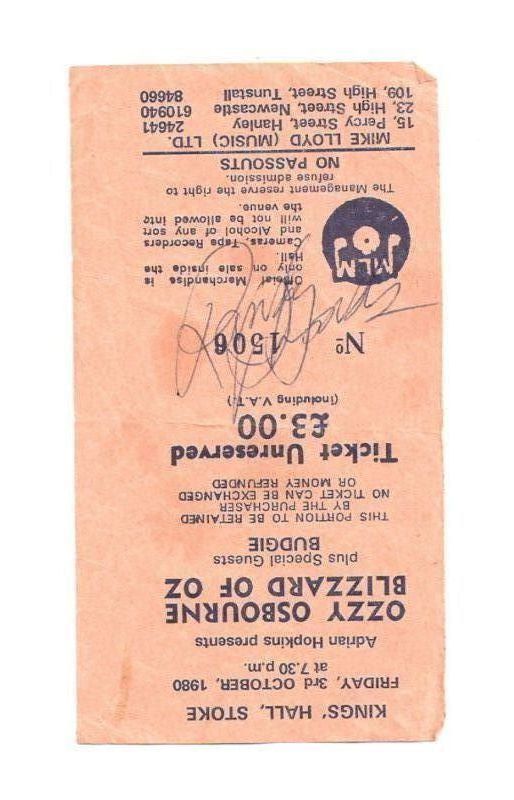 KINGS' HALL, STOKE
FRIDAY, 3rd OCTOBER, 1980
at 7.30 p.m.
Adrian Hopkins presents
OZZY OSBOURNE
BLIZZARD OF OZ
plus Special Guests
BUDGIE
THIS PORTION TO BE RETAINED
BY THE PURCHASER
NO TICKET CAN BE EXCHANGED
OR MONEY REFUNDED
Ticket Unreserved
£3.00
(including V.A.T.)
Nº 1506
Randy Rhoads
MLM
Official Merchandise is
only on sale inside the
Hall.
Cameras, Tape Recorders
and Alcohol of any sort
will not be allowed into
the venue.
The Management reserve the right to
refuse admission.
NO PASSOUTS
MIKE LLOYD (MUSIC) LTD.
15, Percy Street, Hanley 24641
23, High Street, Newcastle 610940
109, High Street, Tunstall 84660